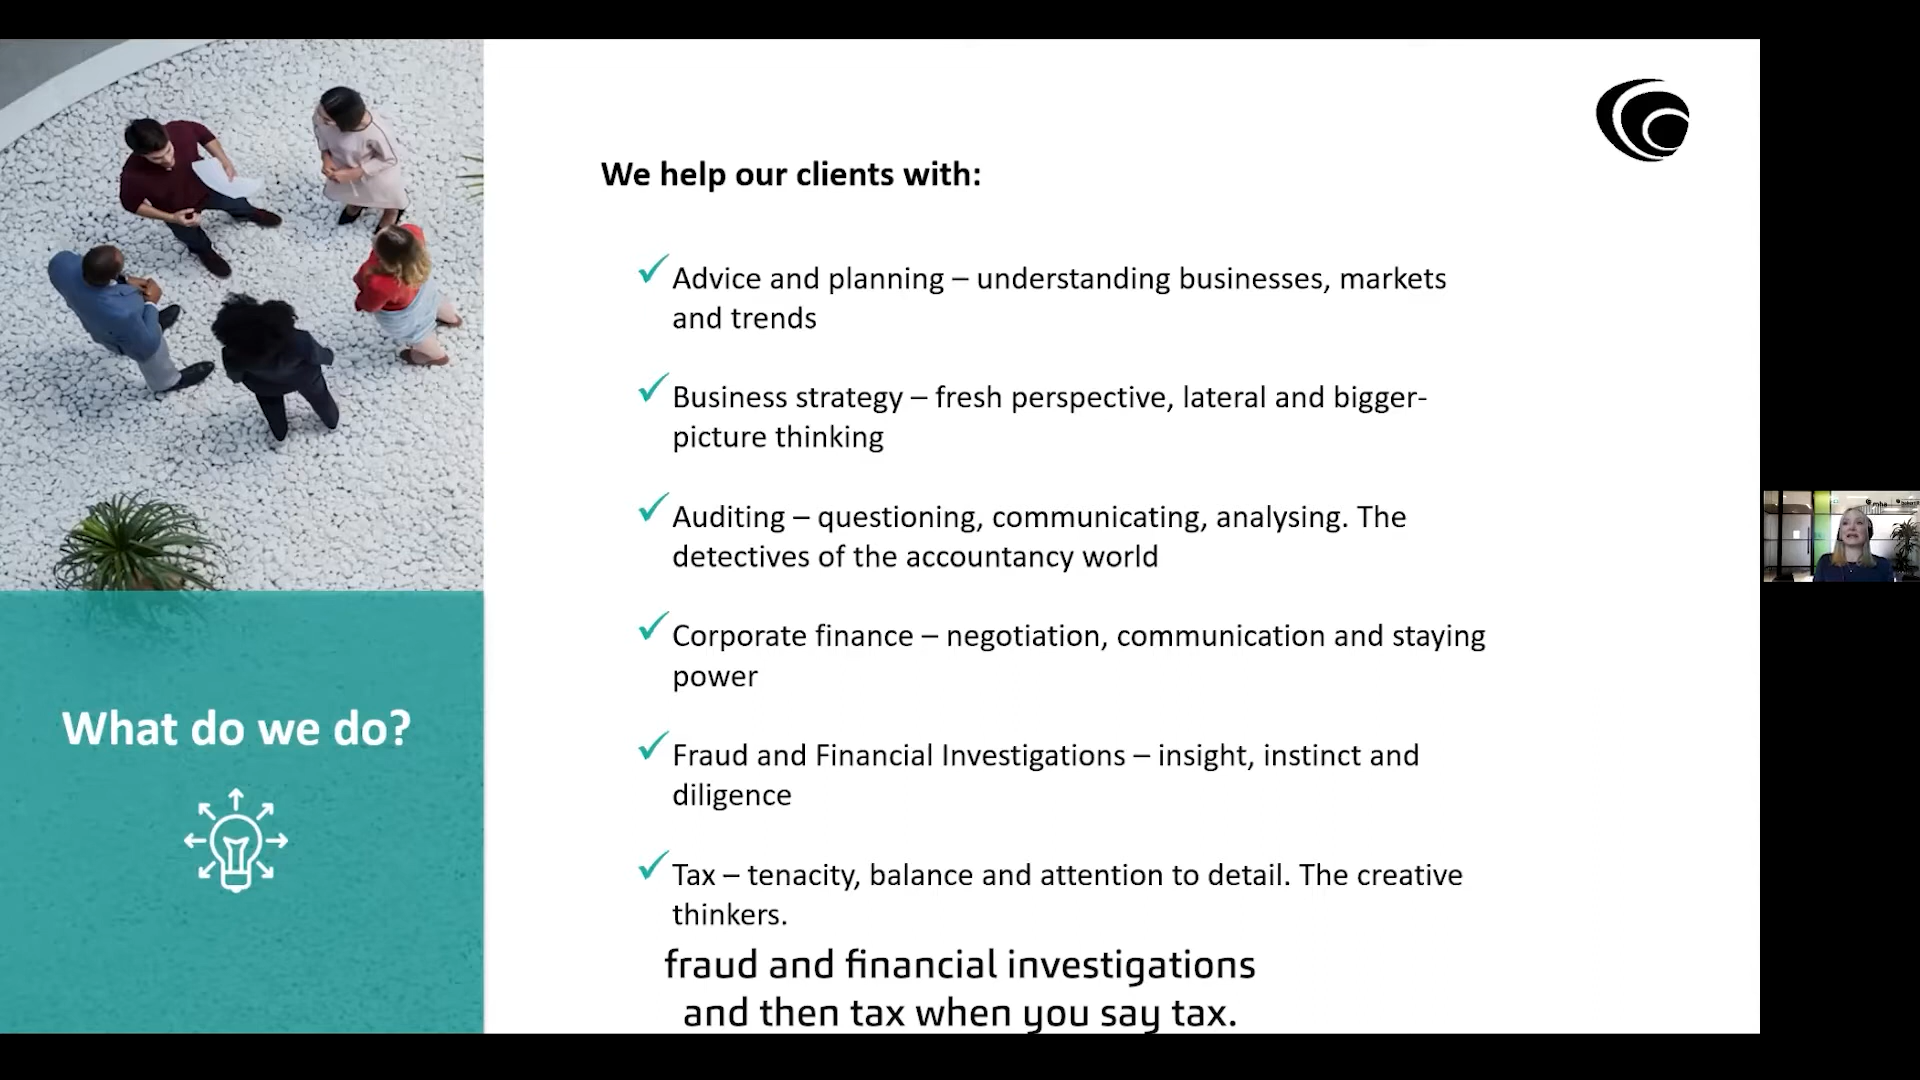 We help our clients with:
Advice and planning – understanding businesses, markets
and trends
Business strategy – fresh perspective, lateral and bigger-
picture thinking
Auditing – questioning, communicating, analysing. The
detectives of the accountancy world
Corporate finance – negotiation, communication and staying
power
Fraud and Financial Investigations – insight, instinct and
diligence
Tax – tenacity, balance and attention to detail. The creative
thinkers.
What do we do?
fraud and financial investigations
and then tax when you say tax.